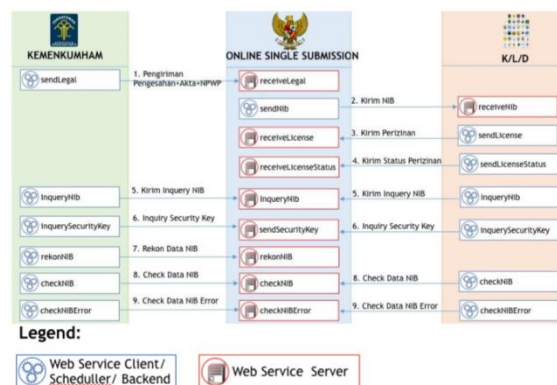 KEMENKUMHAM
ONLINE SINGLE SUBMISSION
K/L/D
sendLegal
1. Pengiriman
Pengesahan+Akta+NPWP
receiveLegal
sendNib
2. Kirim NIB
receiveNib
receiveLicense
3. Kirim Perizinan
sendLicense
receiveLicenseStatus
4. Kirim Status Perizinan
sendLicenseStatus
InqueryNib
5. Kirim Inquery NIB
InqueryNib
5. Kirim Inquery NIB
InqueryNib
InquerySecurityKey
6. Inquiry Security Key
sendSecurityKey
6. Inquiry Security Key
InquerySecurityKey
rekonNIB
7. Rekon Data NIB
rekonNIB
checkNIB
8. Check Data NIB
checkNIB
8. Check Data NIB
checkNIB
checkNIBError
9. Check Data NIB Error
checkNIBError
9. Check Data NIB Error
checkNIBError
Legend:
Web Service Client/
Scheduller/ Backend
Web Service Server